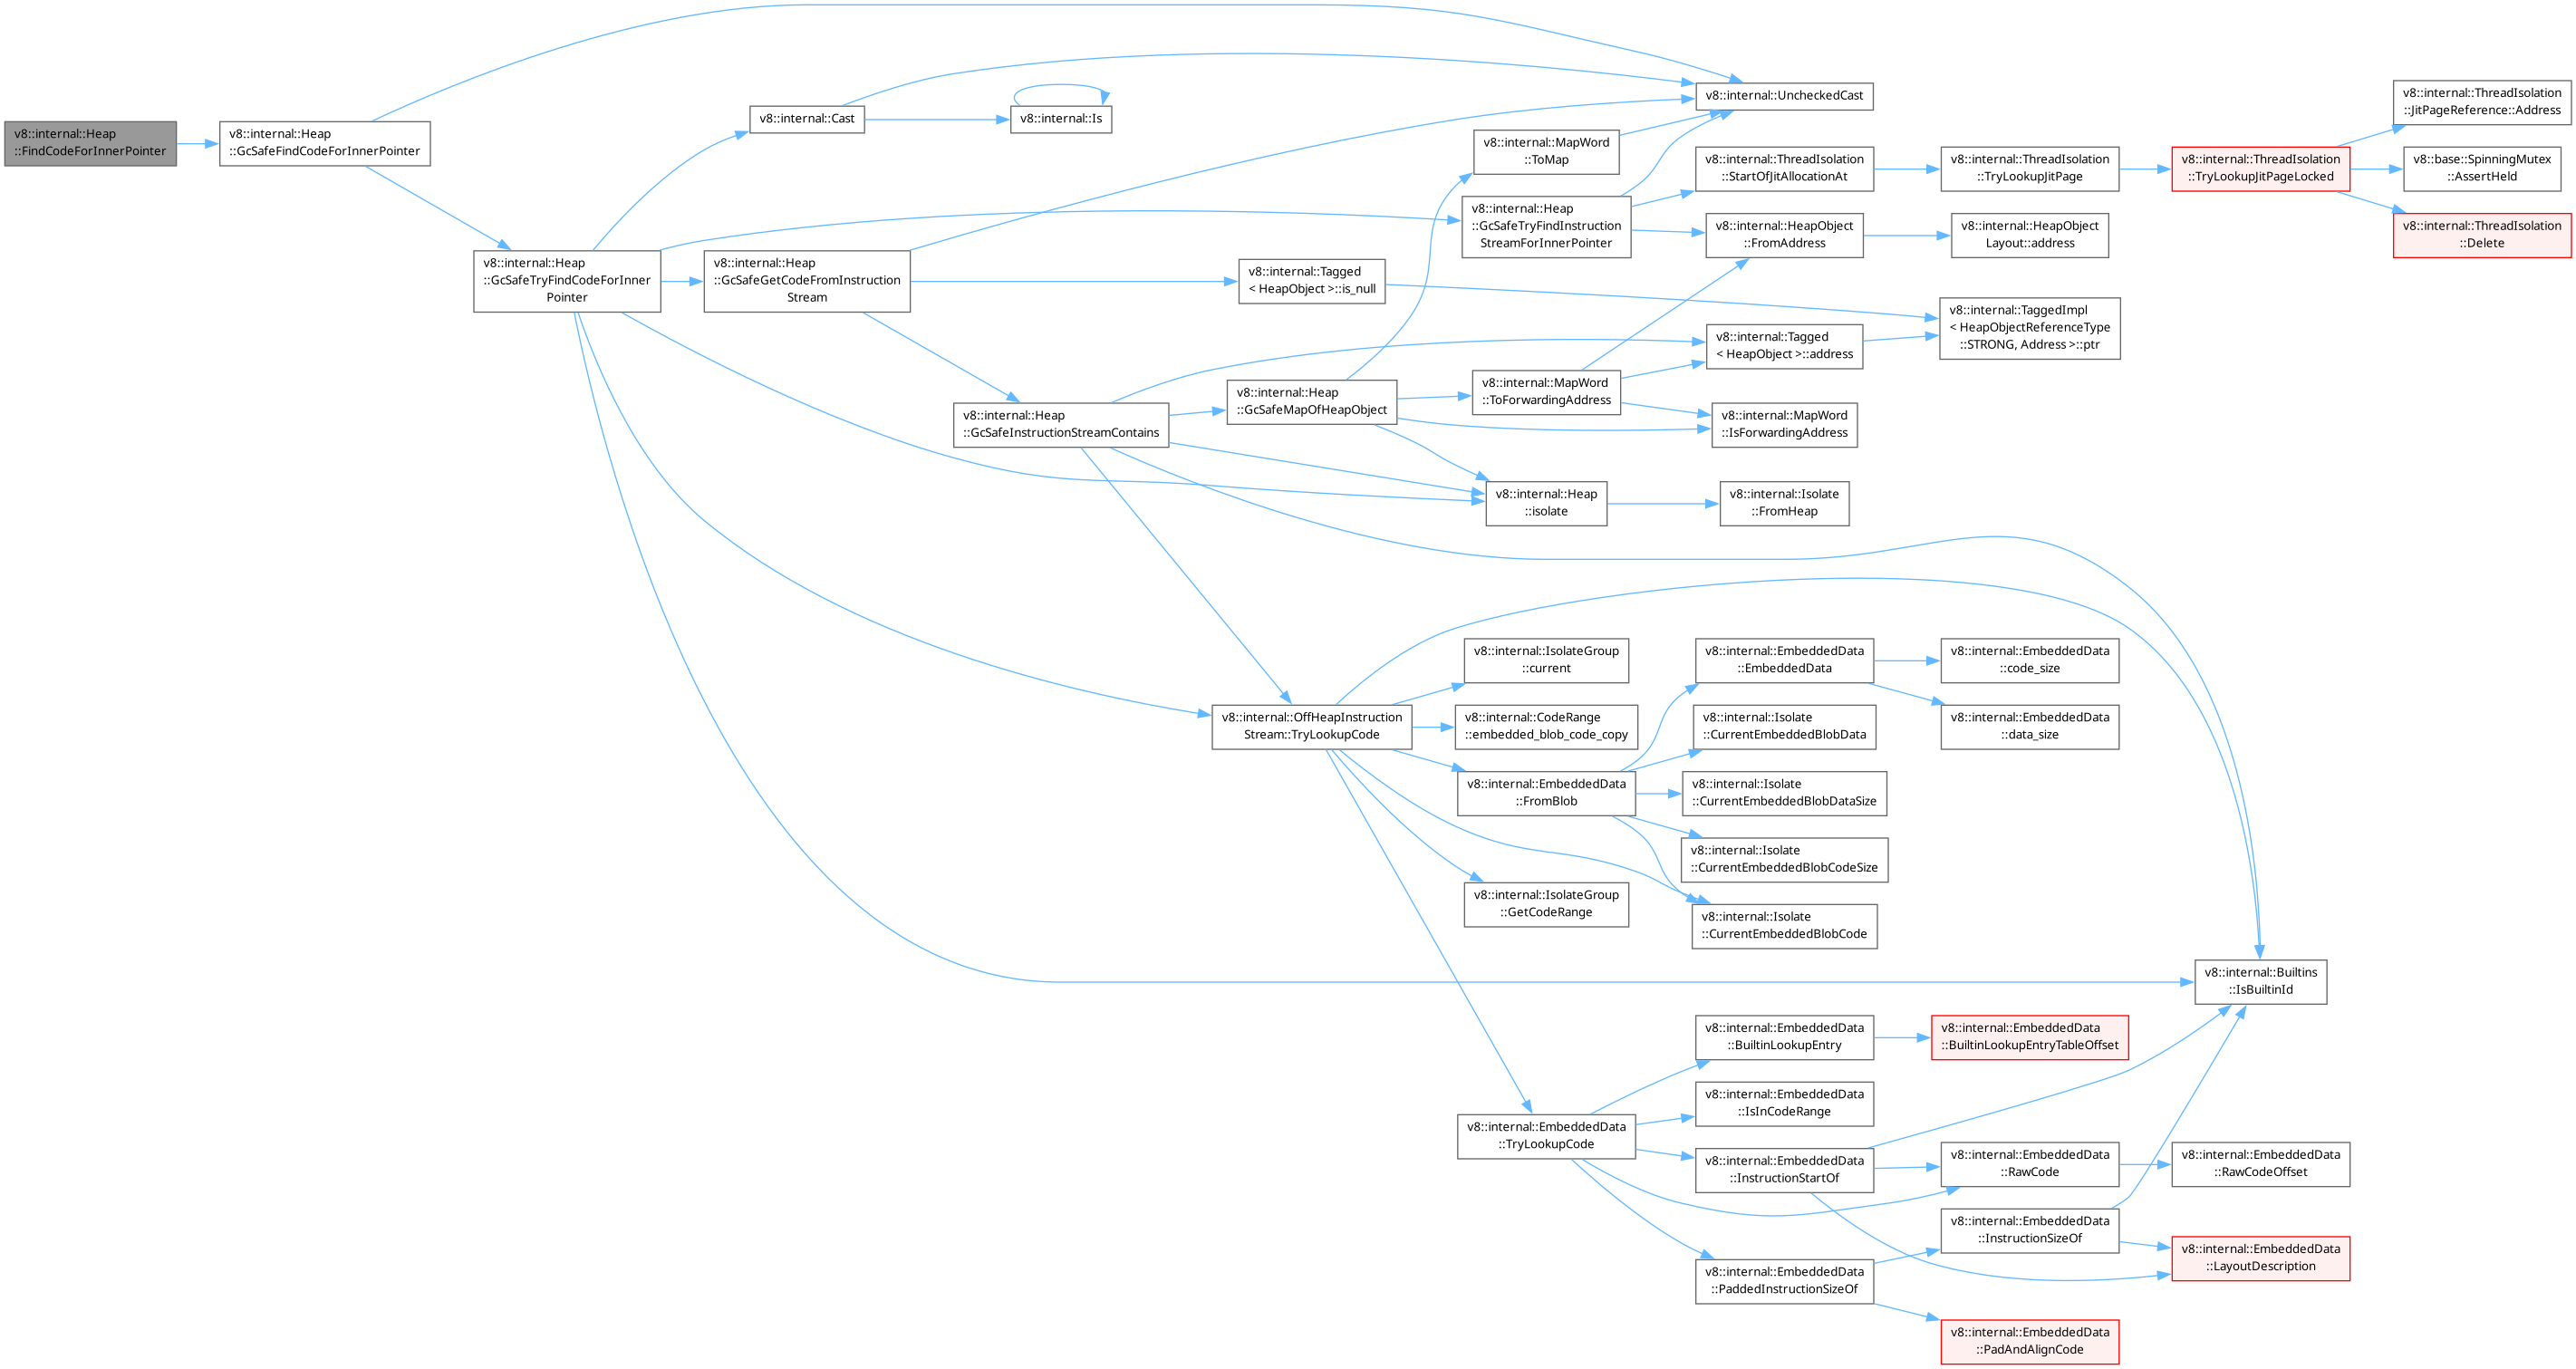 v8::internal::Heap
::FindCodeForInnerPointer
v8::internal::Heap
::GcSafeFindCodeForInnerPointer
v8::internal::Heap
::GcSafeTryFindCodeForInner
Pointer
v8::internal::Cast
v8::internal::Is
v8::internal::UncheckedCast
v8::internal::Heap
::GcSafeGetCodeFromInstruction
Stream
v8::internal::Tagged
< HeapObject >::is_null
v8::internal::Heap
::GcSafeInstructionStreamContains
v8::internal::Heap
::GcSafeMapOfHeapObject
v8::internal::MapWord
::ToMap
v8::internal::Heap
::GcSafeTryFindInstruction
StreamForInnerPointer
v8::internal::ThreadIsolation
::StartOfJitAllocationAt
v8::internal::ThreadIsolation
::TryLookupJitPage
v8::internal::ThreadIsolation
::TryLookupJitPageLocked
v8::internal::ThreadIsolation
::JitPageReference::Address
v8::base::SpinningMutex
::AssertHeld
v8::internal::ThreadIsolation
::Delete
v8::internal::HeapObject
::FromAddress
v8::internal::HeapObject
Layout::address
v8::internal::Tagged
< HeapObject >::address
v8::internal::TaggedImpl
< HeapObjectReferenceType
::STRONG, Address >::ptr
v8::internal::MapWord
::ToForwardingAddress
v8::internal::MapWord
::IsForwardingAddress
v8::internal::Heap
::isolate
v8::internal::Isolate
::FromHeap
v8::internal::OffHeapInstruction
Stream::TryLookupCode
v8::internal::IsolateGroup
::current
v8::internal::CodeRange
::embedded_blob_code_copy
v8::internal::EmbeddedData
::FromBlob
v8::internal::IsolateGroup
::GetCodeRange
v8::internal::EmbeddedData
::EmbeddedData
v8::internal::EmbeddedData
::code_size
v8::internal::EmbeddedData
::data_size
v8::internal::Isolate
::CurrentEmbeddedBlobData
v8::internal::Isolate
::CurrentEmbeddedBlobDataSize
v8::internal::Isolate
::CurrentEmbeddedBlobCodeSize
v8::internal::Isolate
::CurrentEmbeddedBlobCode
v8::internal::Builtins
::IsBuiltinId
v8::internal::EmbeddedData
::TryLookupCode
v8::internal::EmbeddedData
::BuiltinLookupEntry
v8::internal::EmbeddedData
::BuiltinLookupEntryTableOffset
v8::internal::EmbeddedData
::IsInCodeRange
v8::internal::EmbeddedData
::InstructionStartOf
v8::internal::EmbeddedData
::RawCode
v8::internal::EmbeddedData
::RawCodeOffset
v8::internal::EmbeddedData
::InstructionSizeOf
v8::internal::EmbeddedData
::LayoutDescription
v8::internal::EmbeddedData
::PaddedInstructionSizeOf
v8::internal::EmbeddedData
::PadAndAlignCode